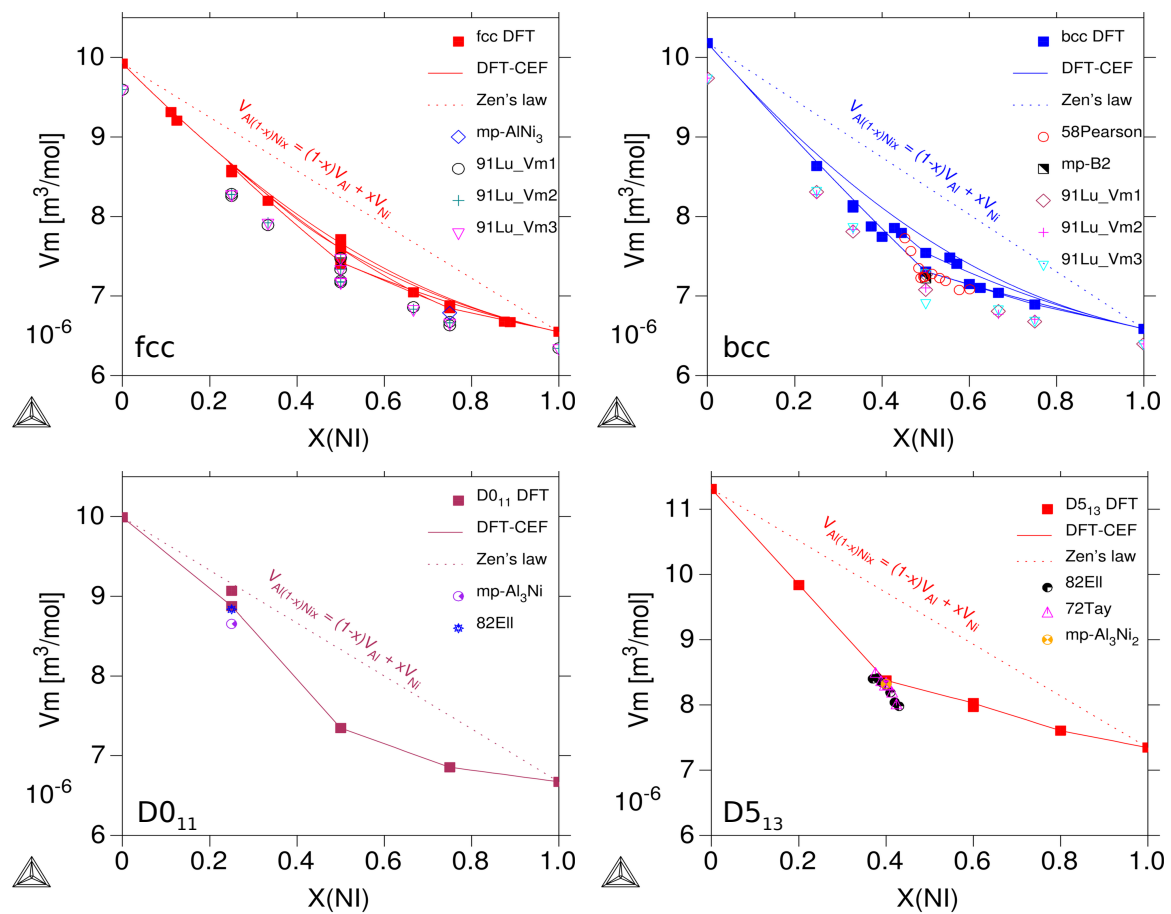 fcc DFT
DFT-CEF
Zen's law
mp-AlNi₃
91Lu_Vm1
91Lu_Vm2
91Lu_Vm3
V_Al(1-x)Nix = (1-x)V_Al + xV_Ni
10
9
8
7
6
Vm [m³/mol]
10⁻⁶
fcc
0 0.2 0.4 0.6 0.8 1.0
X(NI)
bcc DFT
DFT-CEF
Zen's law
58Pearson
mp-B2
91Lu_Vm1
91Lu_Vm2
91Lu_Vm3
V_Al(1-x)Nix = (1-x)V_Al + xV_Ni
10
9
8
7
6
Vm [m³/mol]
10⁻⁶
bcc
0 0.2 0.4 0.6 0.8 1.0
X(NI)
D0₁₁ DFT
DFT-CEF
Zen's law
mp-Al₃Ni
82Ell
V_Al(1-x)Nix = (1-x)V_Al + xV_Ni
10
9
8
7
6
Vm [m³/mol]
10⁻⁶
D0₁₁
0 0.2 0.4 0.6 0.8 1.0
X(NI)
D5₁₃ DFT
DFT-CEF
Zen's law
82Ell
72Tay
mp-Al₃Ni₂
V_Al(1-x)Nix = (1-x)V_Al + xV_Ni
11
10
9
8
7
6
Vm [m³/mol]
10⁻⁶
D5₁₃
0 0.2 0.4 0.6 0.8 1.0
X(NI)